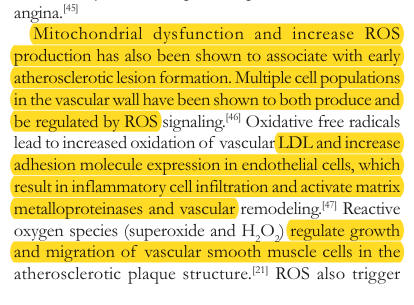 angina.[45]
Mitochondrial dysfunction and increase ROS
production has also been shown to associate with early
atherosclerotic lesion formation. Multiple cell populations
in the vascular wall have been shown to both produce and
be regulated by ROS signaling.[46] Oxidative free radicals
lead to increased oxidation of vascular LDL and increase
adhesion molecule expression in endothelial cells, which
result in inflammatory cell infiltration and activate matrix
metalloproteinases and vascular remodeling.[47] Reactive
oxygen species (superoxide and H2O2) regulate growth
and migration of vascular smooth muscle cells in the
atherosclerotic plaque structure.[21] ROS also trigger